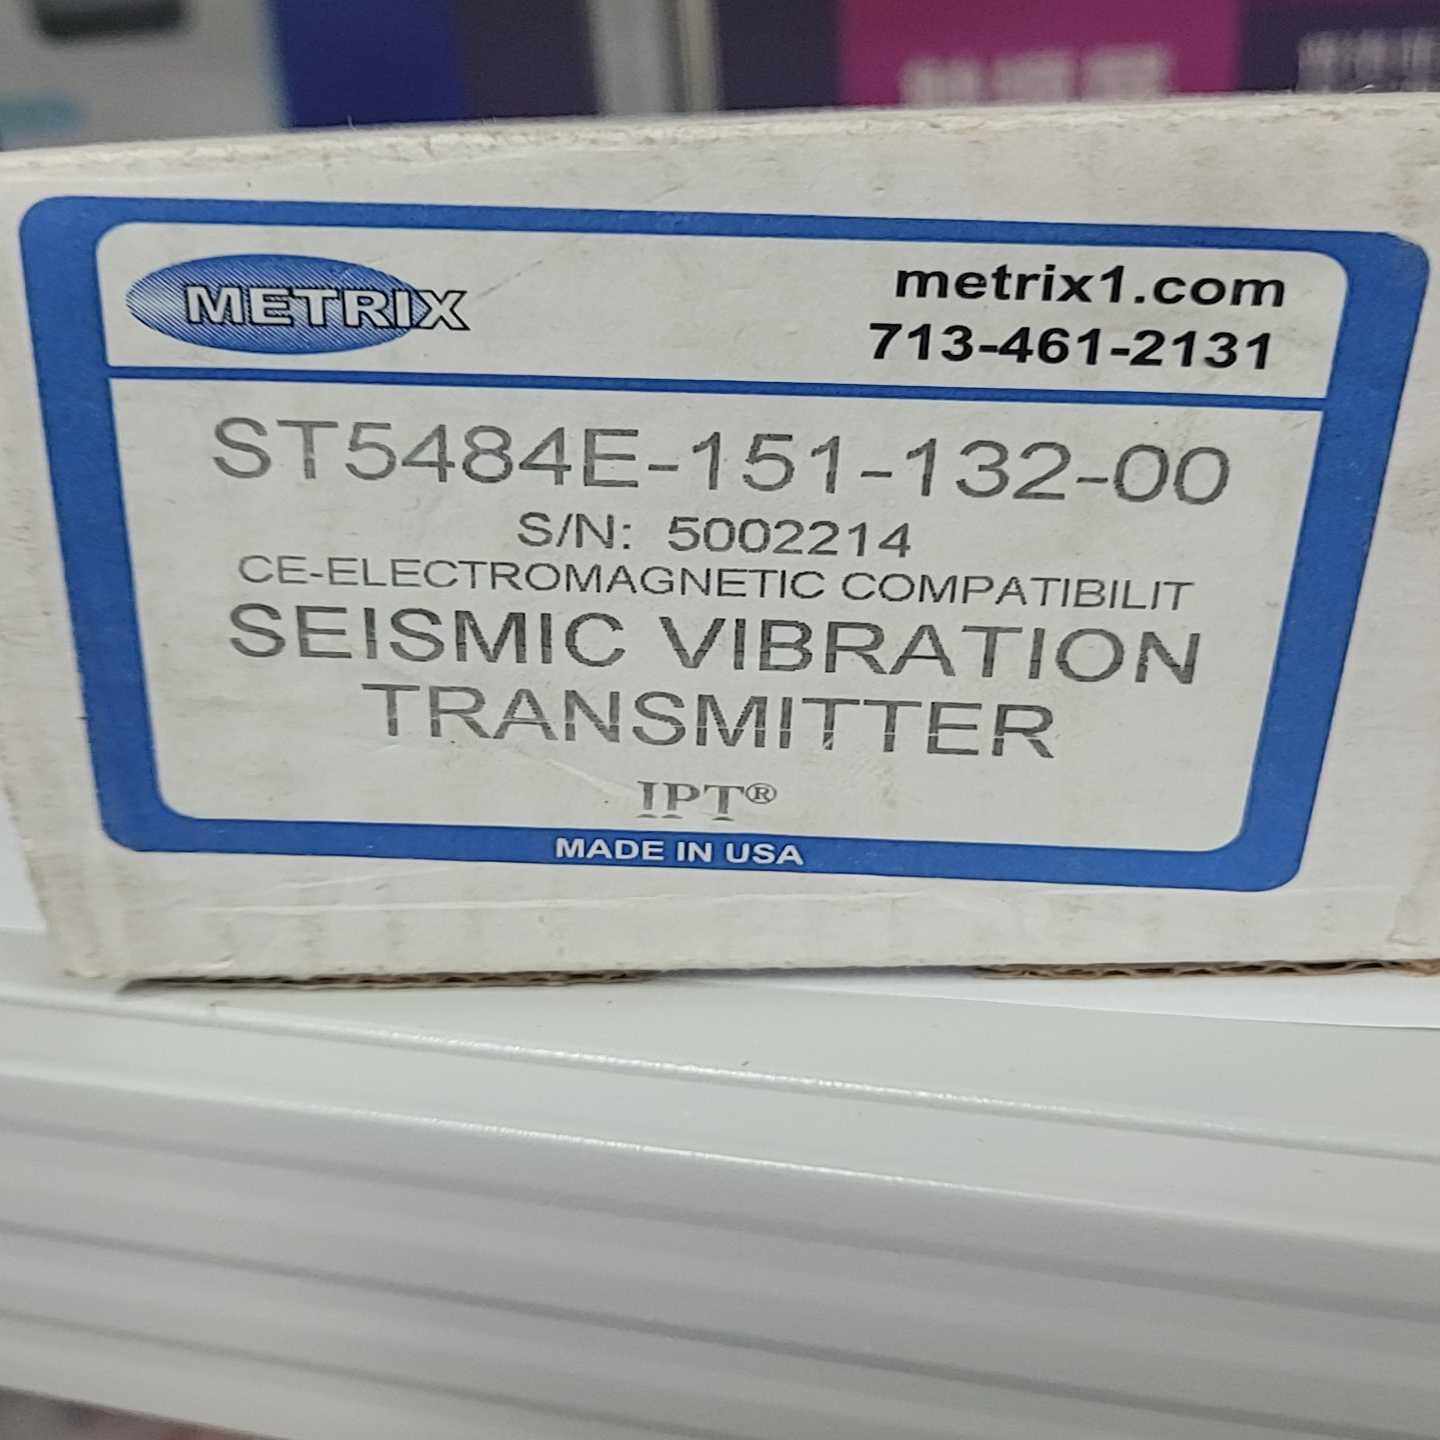 METRIX
metrix1.com
713-461-2131
ST5484E-151-132-00
S/N: 5002214
CE-ELECTROMAGNETIC COMPATIBILIT
SEISMIC VIBRATION
TRANSMITTER
IPT®
MADE IN USA